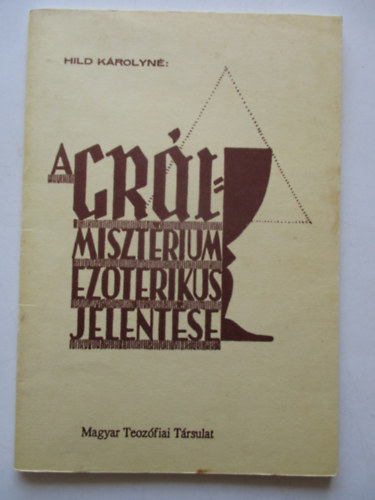 HILD KÁROLYNÉ:
A GRÁL=
MISZTÉRIUM
EZOTERIKUS
JELENTÉSE
Magyar Teozófiai Társulat